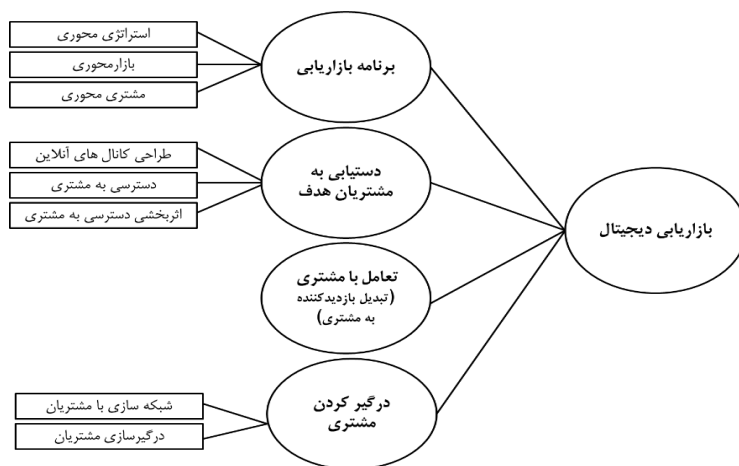 استراتژی محوری
بازارمحوری
مشتری محوری
برنامه بازاریابی
طراحی کانال های آنلاین
دسترسی به مشتری
اثربخشی دسترسی به مشتری
دستیابی به
مشتریان هدف
بازاریابی دیجیتال
تعامل با مشتری
(تبدیل بازدیدکننده
به مشتری)
شبکه سازی با مشتریان
درگیرسازی مشتریان
درگیر کردن
مشتری